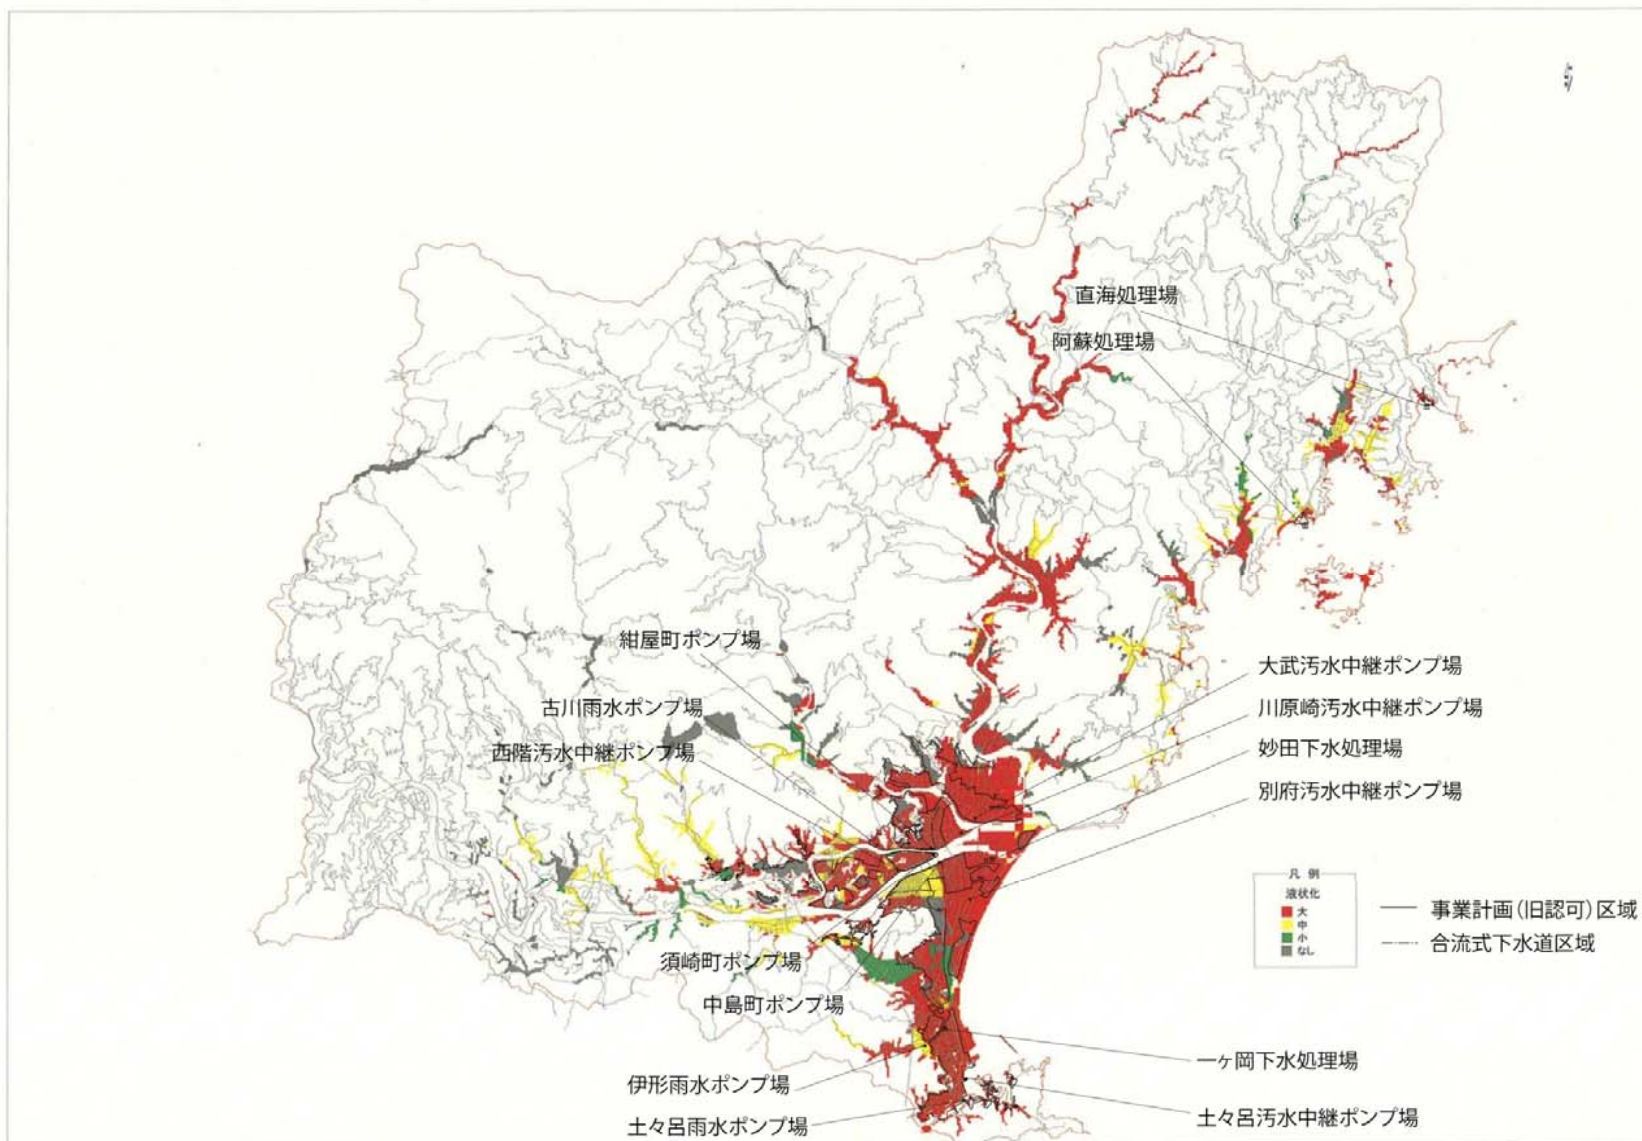 直海処理場
阿蘇処理場
紺屋町ポンプ場
古川雨水ポンプ場
西階汚水中継ポンプ場
大武汚水中継ポンプ場
川原崎汚水中継ポンプ場
妙田下水処理場
別府汚水中継ポンプ場
凡例
液状化
大
中
小
なし
事業計画(旧認可)区域
合流式下水道区域
須崎町ポンプ場
中島町ポンプ場
一ヶ岡下水処理場
伊形雨水ポンプ場
土々呂雨水ポンプ場
土々呂汚水中継ポンプ場